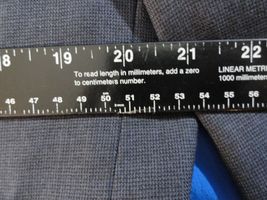 8 19 20 21 22
To read length in millimeters, add a zero
to centimeters number.
LINEAR METRI
1000 millimeters
46 47 48 49 50 51 52 53 54 55 56